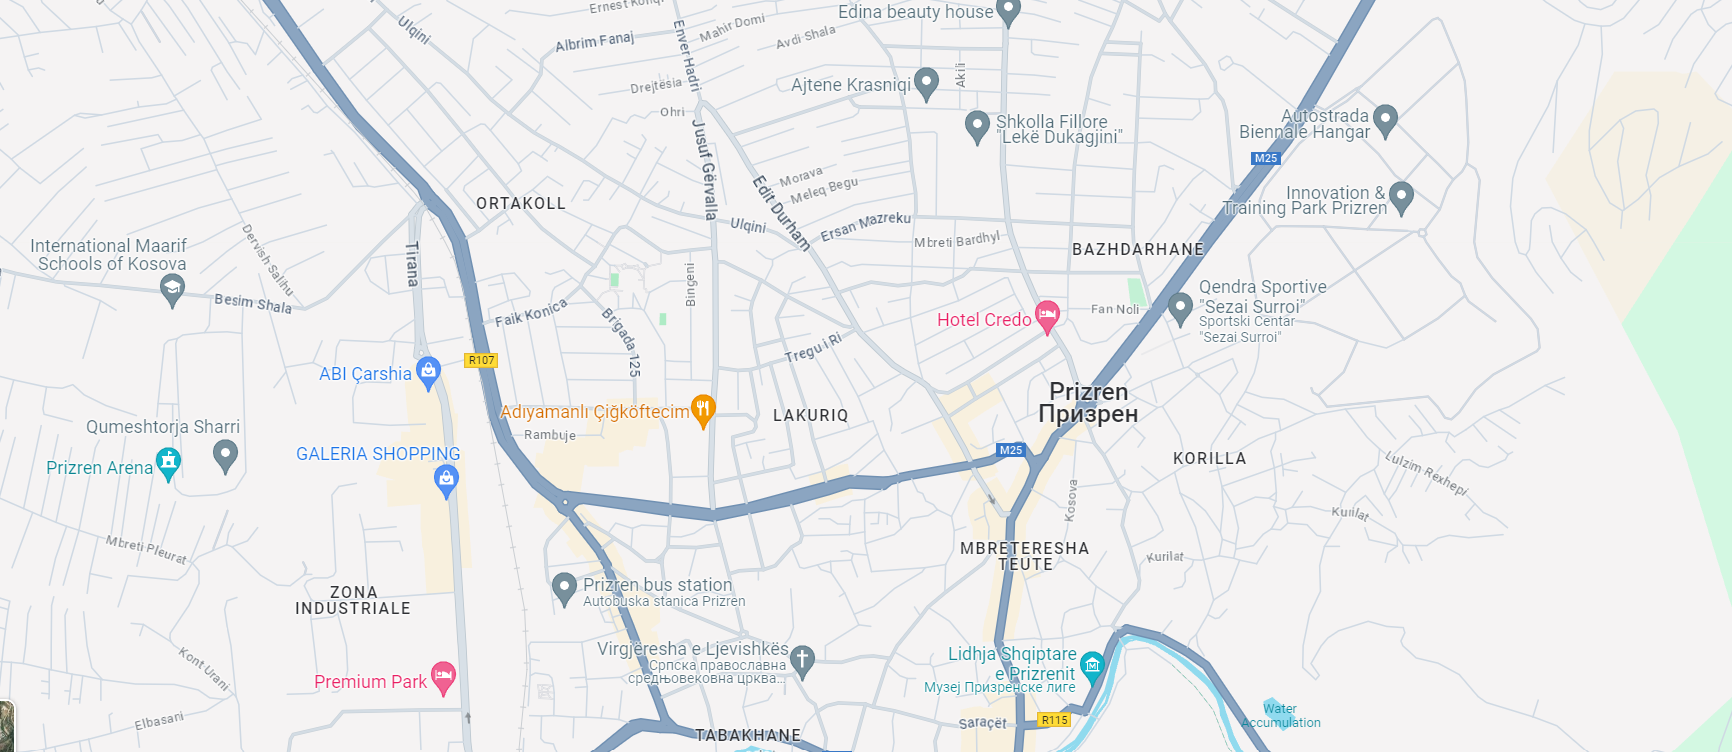 Ernest Koliqi
Edina beauty house
Ulqini
Enver Hadri
Mahir Domi
Albrim Fanaj
Avdi Shala
Drejtësia
Ajtene Krasniqi
Akili
Ohri
Shkolla Fillore
"Lekë Dukagjini"
Autostrada
Biennale Hangar
Jusuf Gërvalla
M25
Morava
Meleq Begu
Edit Durham
Innovation &
Training Park Prizren
ORTAKOLL
Ulqini
Ersan Mazreku
Mbreti Bardhyl
BAZHDARHANE
International Maarif
Schools of Kosova
Dervish Salihu
Tirana
Bingeni
Besim Shala
Faik Konica
Brigada 125
Fan Noli
Qendra Sportive
"Sezai Surroi"
Sportski Centar
"Sezai Surroi"
Hotel Credo
Tregu i Ri
R107
ABI Çarshia
Adıyamanlı Çiğköftecim
LAKURIQ
Prizren
Призрен
Qumeshtorja Sharri
Rambuje
GALERIA SHOPPING
Prizren Arena
M25
KORILLA
Lulzim Rexhepi
Kosova
Kurilat
Mbreti Pleurat
MBRETERESHA
TEUTE
Kurilat
ZONA
INDUSTRIALE
Prizren bus station
Autobuska stanica Prizren
Virgjëresha e Ljevishkës
Српска православна
средњовековна црква...
Lidhja Shqiptare
e Prizrenit
Музеј Призренске лиге
Kont Urani
Premium Park
Elbasani
TABAKHANE
Saraçët
R115
Water
Accumulation